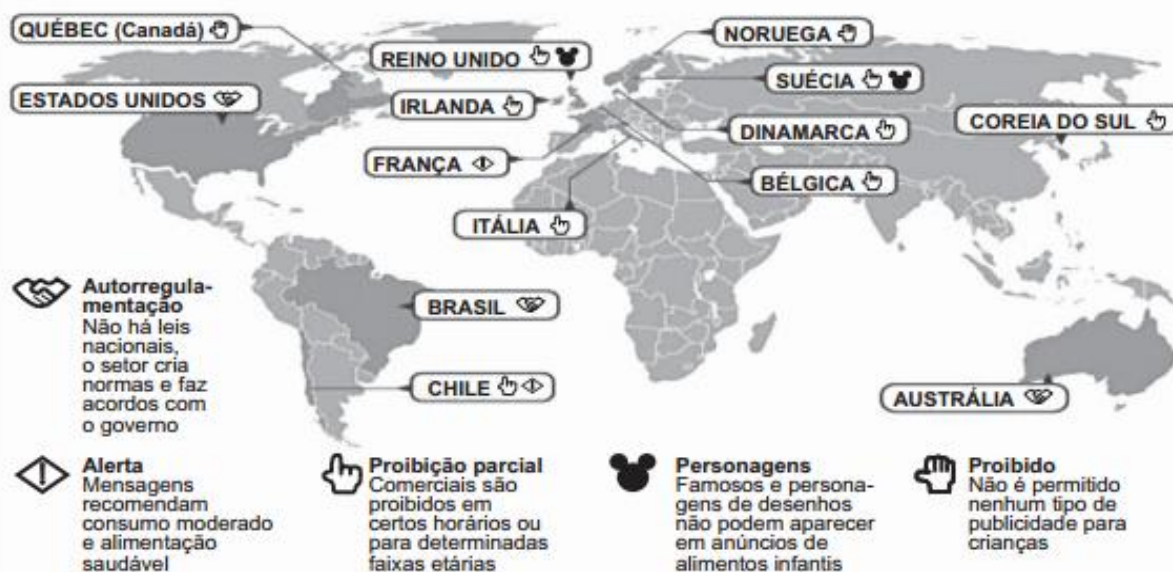 QUÉBEC (Canadá)
NORUEGA
REINO UNIDO
SUÉCIA
ESTADOS UNIDOS
IRLANDA
DINAMARCA
COREIA DO SUL
FRANÇA
BÉLGICA
ITÁLIA
BRASIL
CHILE
AUSTRÁLIA
Autorregula-
mentação
Não há leis
nacionais,
o setor cria
normas e faz
acordos com
o governo
Alerta
Mensagens
recomendam
consumo moderado
e alimentação
saudável
Proibição parcial
Comerciais são
proibidos em
certos horários ou
para determinadas
faixas etárias
Personagens
Famosos e persona-
gens de desenhos
não podem aparecer
em anúncios de
alimentos infantis
Proibido
Não é permitido
nenhum tipo de
publicidade para
crianças